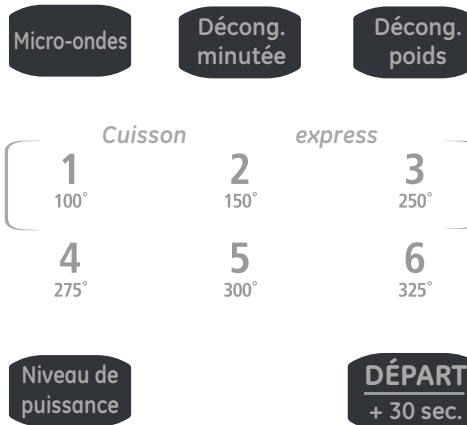 Micro-ondes
Décong.
minutée
Décong.
poids
Cuisson express
1 2 3
100° 150° 250°
4 5 6
275° 300° 325°
Niveau de
puissance
DÉPART
+ 30 sec.